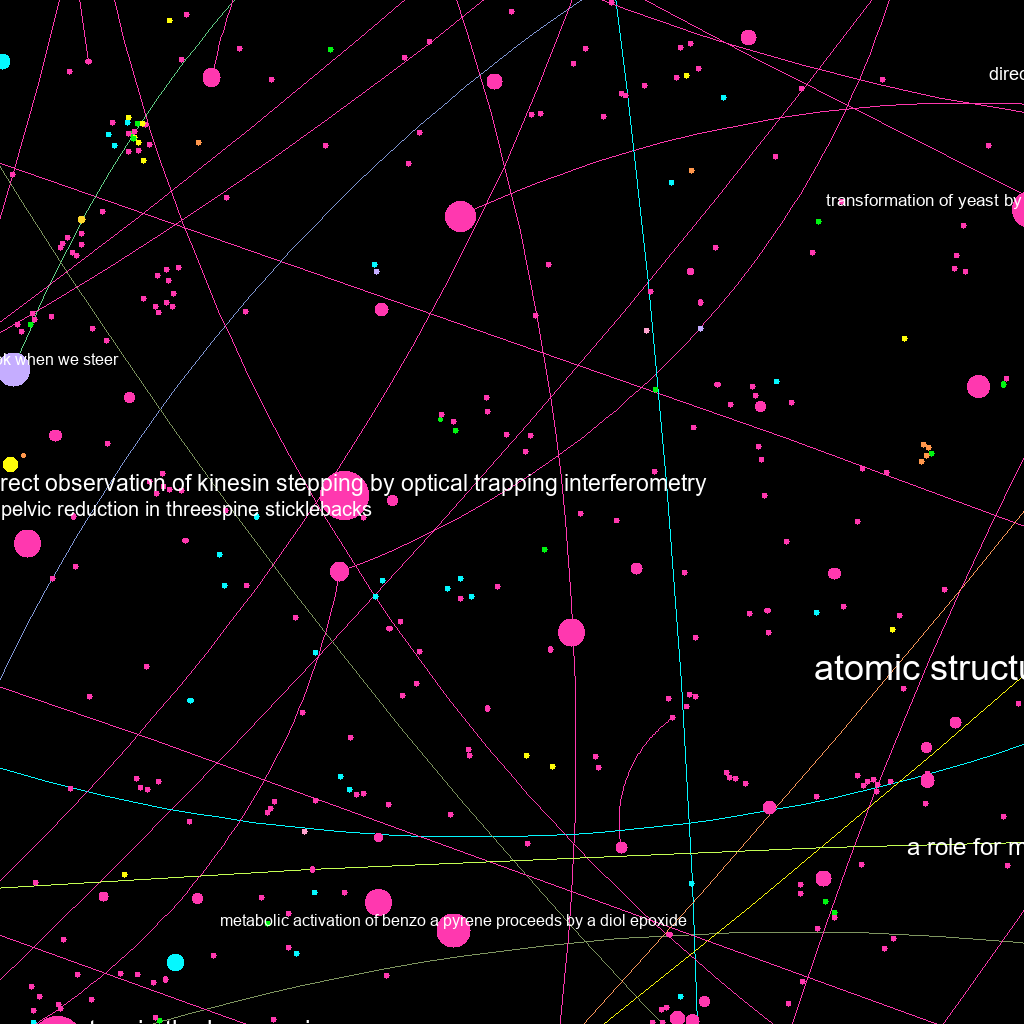 direc
transformation of yeast by
ok when we steer
rect observation of kinesin stepping by optical trapping interferometry
pelvic reduction in threespine sticklebacks
atomic structu
a role for m
metabolic activation of benzo a pyrene proceeds by a diol epoxide